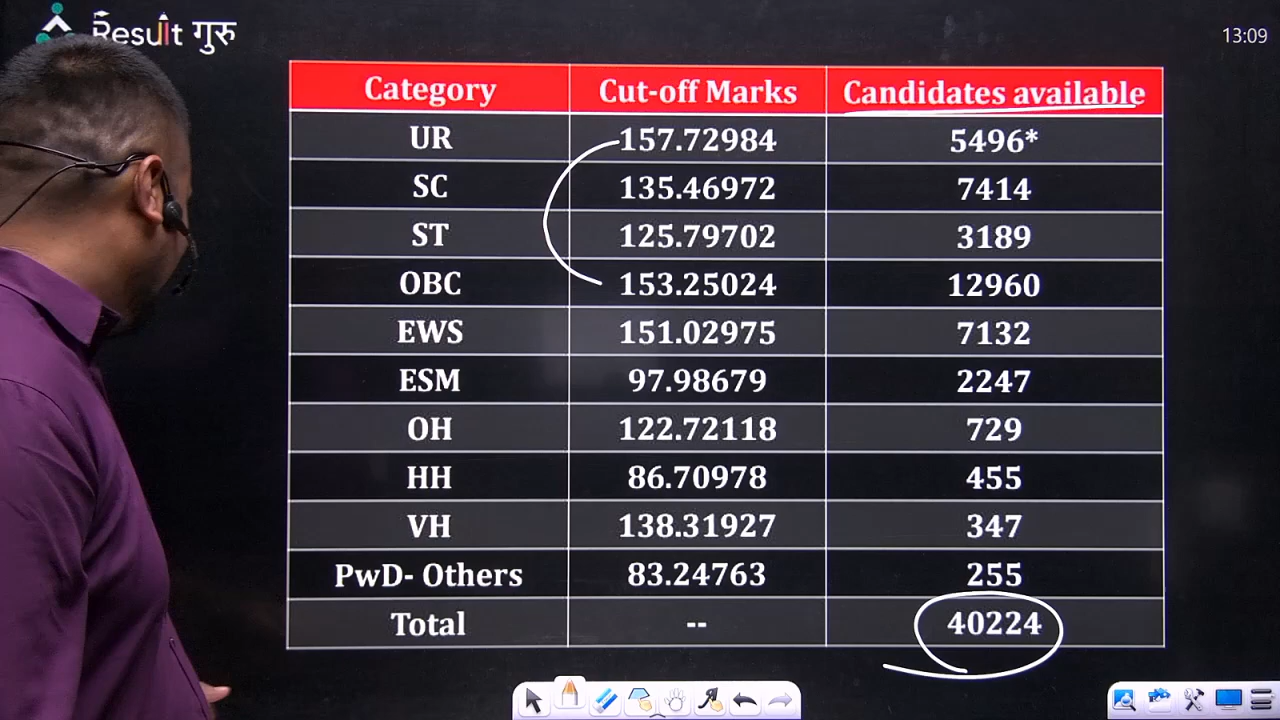 Result गुरु
13:09
Category Cut-off Marks Candidates available
UR 157.72984 5496*
SC 135.46972 7414
ST 125.79702 3189
OBC 153.25024 12960
EWS 151.02975 7132
ESM 97.98679 2247
OH 122.72118 729
HH 86.70978 455
VH 138.31927 347
PwD- Others 83.24763 255
Total -- 40224